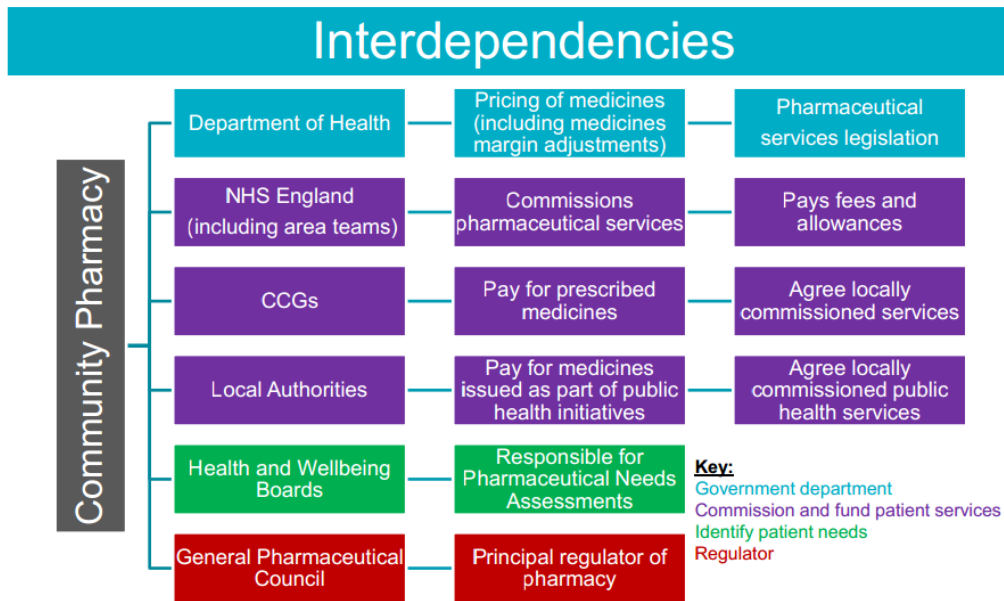 Interdependencies
Community Pharmacy
Department of Health
Pricing of medicines
(including medicines
margin adjustments)
Pharmaceutical
services legislation
NHS England
(including area teams)
Commissions
pharmaceutical services
Pays fees and
allowances
CCGs
Pay for prescribed
medicines
Agree locally
commissioned services
Local Authorities
Pay for medicines
issued as part of public
health initiatives
Agree locally
commissioned public
health services
Health and Wellbeing
Boards
Responsible for
Pharmaceutical Needs
Assessments
General Pharmaceutical
Council
Principal regulator of
pharmacy
Key:
Government department
Commission and fund patient services
Identify patient needs
Regulator